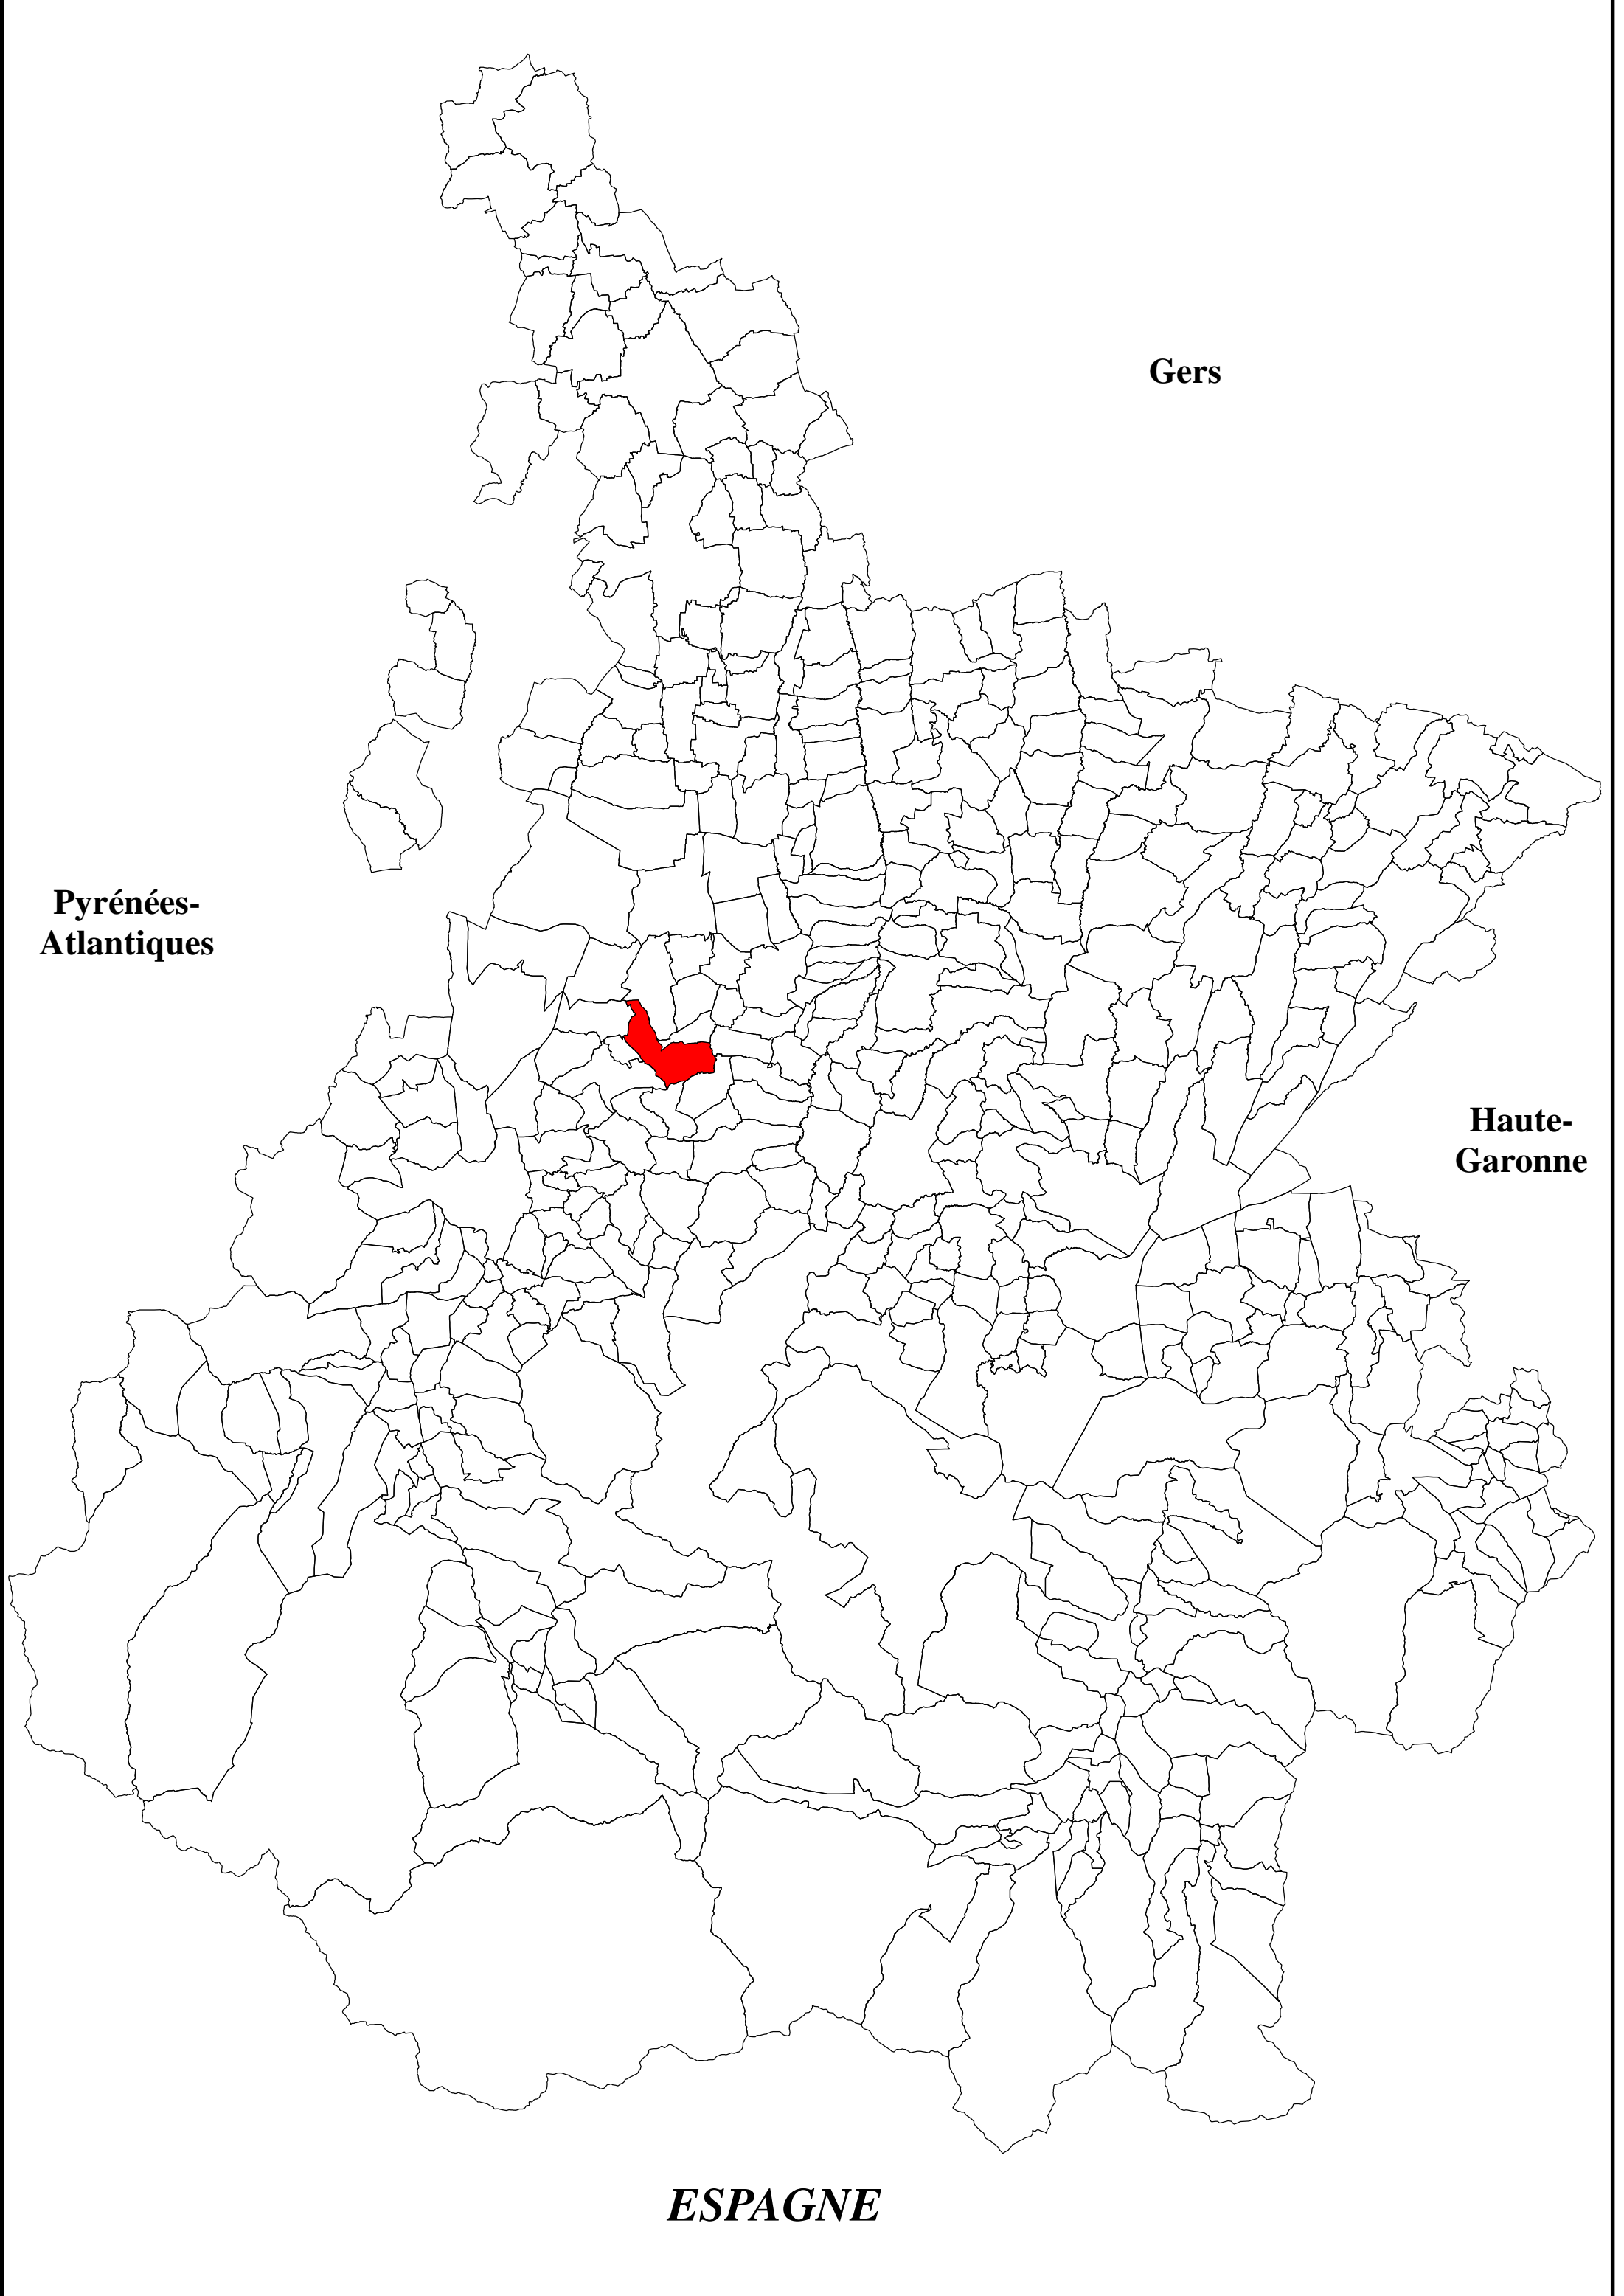 Gers
Pyrénées-
Atlantiques
Haute-
Garonne
ESPAGNE